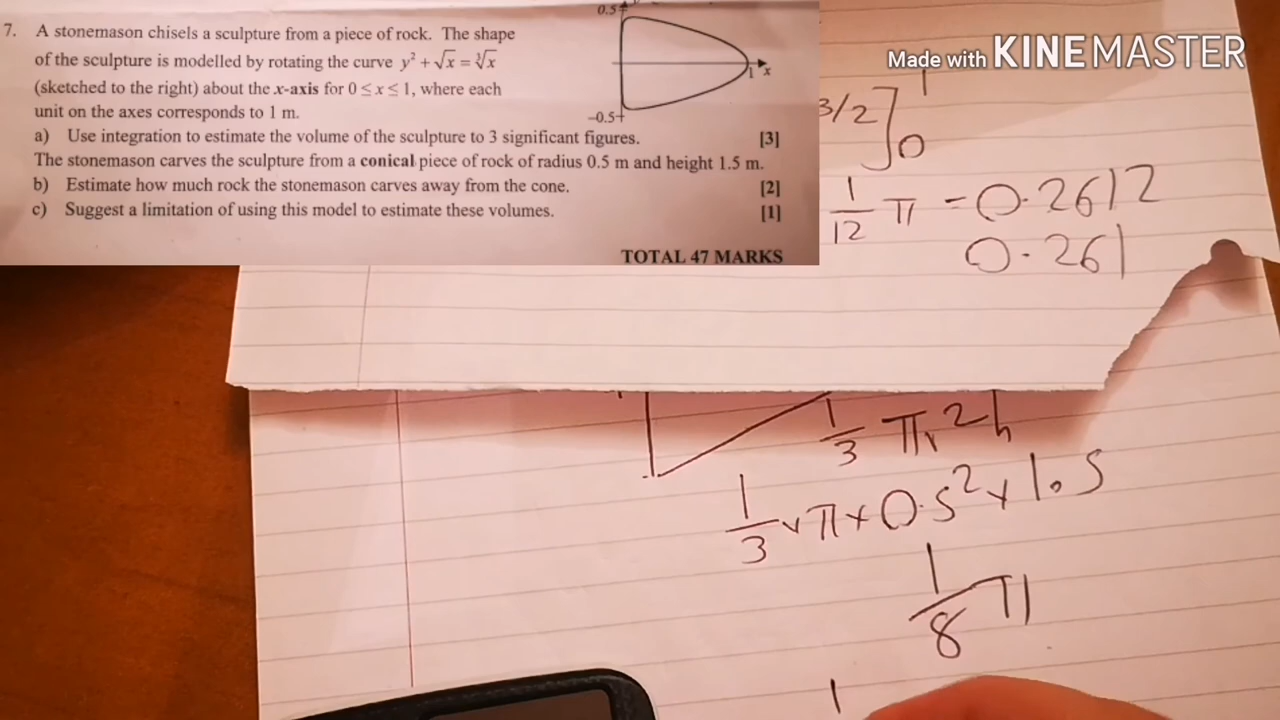 0.5
7. A stonemason chisels a sculpture from a piece of rock. The shape
of the sculpture is modelled by rotating the curve y² + √x = ∛x
(sketched to the right) about the x-axis for 0 ≤ x ≤ 1, where each
unit on the axes corresponds to 1 m.
1 x
-0.5
a) Use integration to estimate the volume of the sculpture to 3 significant figures. [3]
The stonemason carves the sculpture from a conical piece of rock of radius 0.5 m and height 1.5 m.
b) Estimate how much rock the stonemason carves away from the cone. [2]
c) Suggest a limitation of using this model to estimate these volumes. [1]
TOTAL 47 MARKS
Made with KINEMASTER
3/2]
1
0
1/12 π = 0.2612
0.261
1/3 πr²h
1/3 × π × 0.5² × 1.5
1/8 π
1